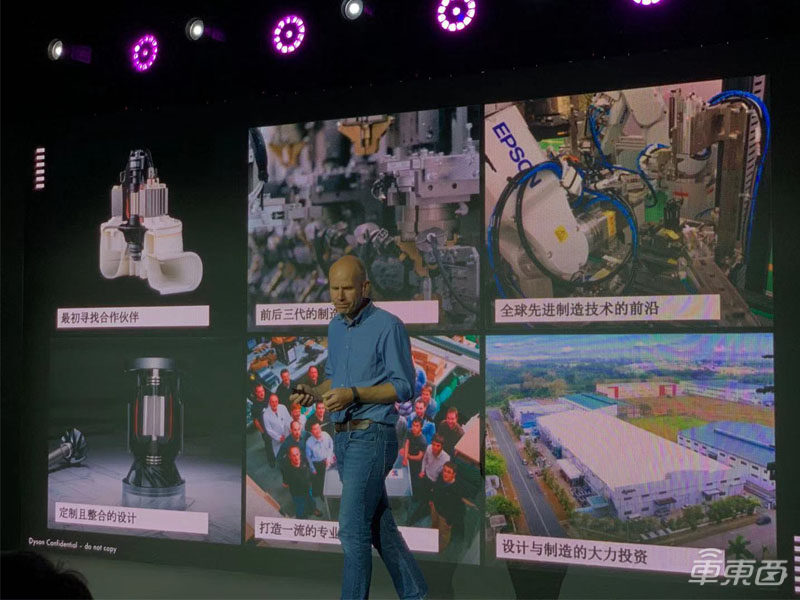 EPSON
最初寻找合作伙伴
前后三代的制造
全球先进制造技术的前沿
定制且整合的设计
打造一流的专业
设计与制造的大力投资
Dyson Confidential - do not copy
車東西